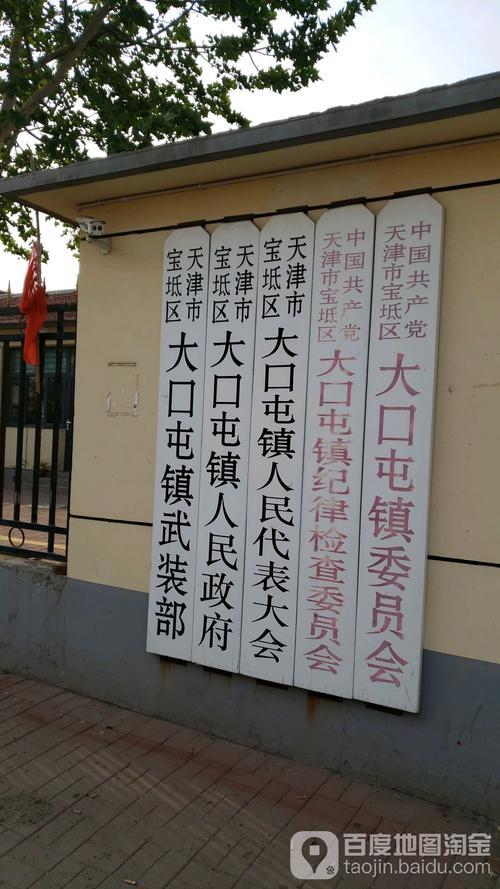 天津市
宝坻区
大口屯镇武装部
天津市
宝坻区
大口屯镇人民政府
天津市
宝坻区
大口屯镇人民代表大会
中国共产党
天津市宝坻区
大口屯镇纪律检查委员会
中国共产党
天津市宝坻区
大口屯镇委员会
百度地图淘金
taojin.baidu.com